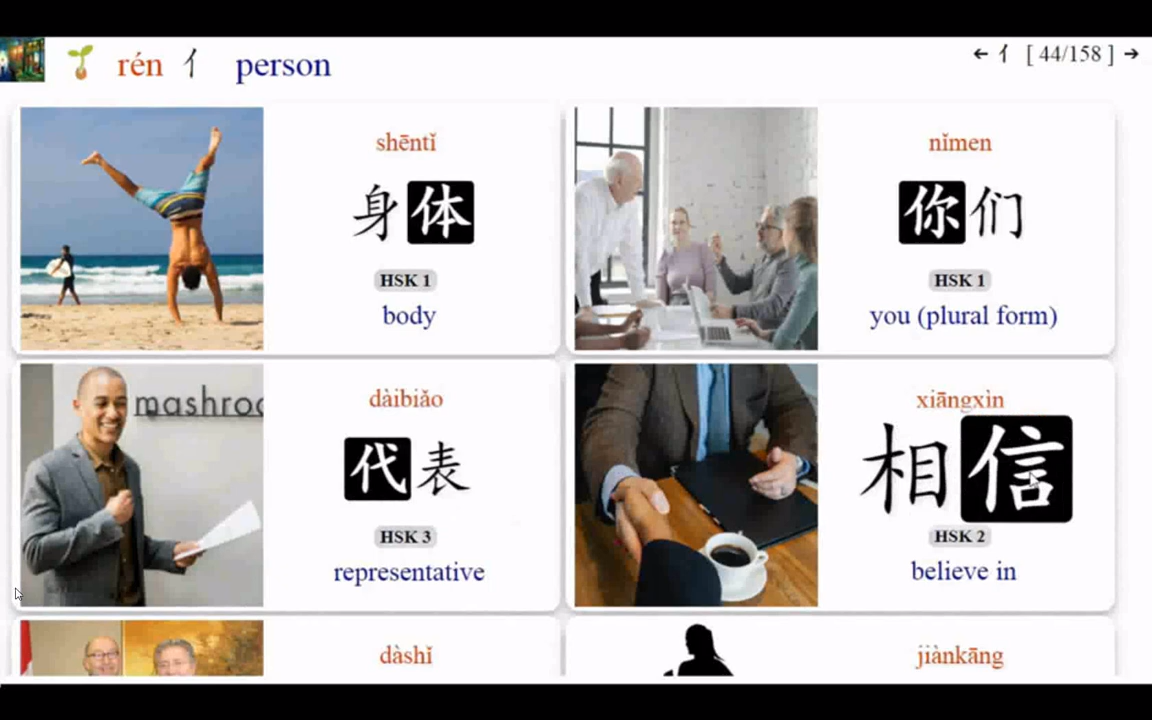 rén 亻 person
← 亻 [ 44/158 ] →
shēntǐ
身体
HSK 1
body
nǐmen
你们
HSK 1
you (plural form)
mashroo
dàibiǎo
代表
HSK 3
representative
xiāngxìn
相信
HSK 2
believe in
dàshǐ
jiànkāng